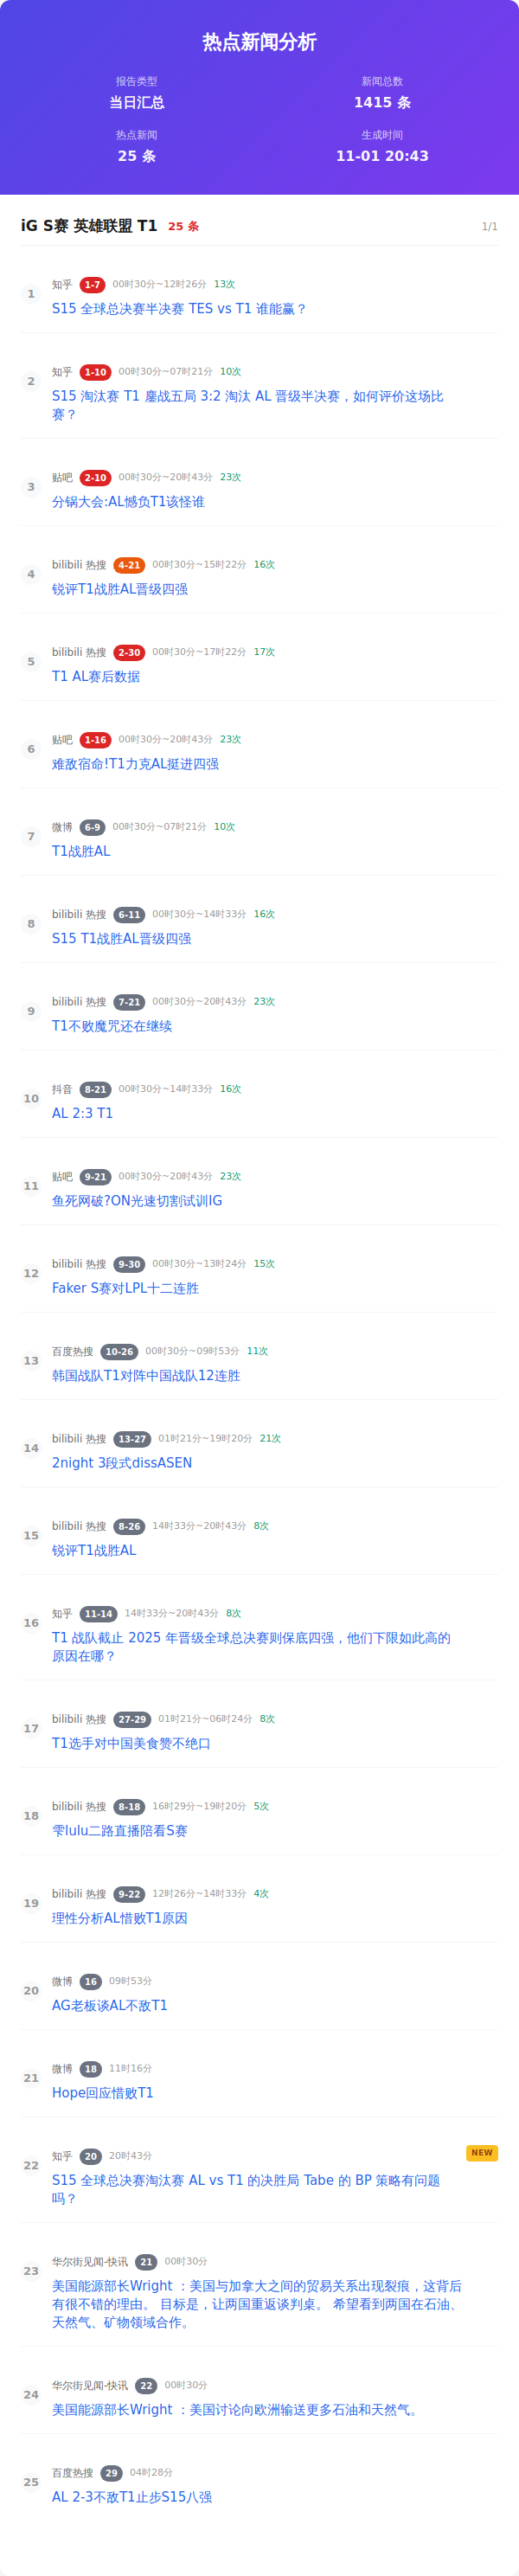 热点新闻分析
报告类型
当日汇总
新闻总数
1415 条
热点新闻
25 条
生成时间
11-01 20:43
iG S赛 英雄联盟 T1 25 条 1/1
1
知乎 1-7 00时30分~12时26分 13次
S15 全球总决赛半决赛 TES vs T1 谁能赢？
2
知乎 1-10 00时30分~07时21分 10次
S15 淘汰赛 T1 鏖战五局 3:2 淘汰 AL 晋级半决赛，如何评价这场比
赛？
3
贴吧 2-10 00时30分~20时43分 23次
分锅大会:AL憾负T1该怪谁
4
bilibili 热搜 4-21 00时30分~15时22分 16次
锐评T1战胜AL晋级四强
5
bilibili 热搜 2-30 00时30分~17时22分 17次
T1 AL赛后数据
6
贴吧 1-16 00时30分~20时43分 23次
难敌宿命!T1力克AL挺进四强
7
微博 6-9 00时30分~07时21分 10次
T1战胜AL
8
bilibili 热搜 6-11 00时30分~14时33分 16次
S15 T1战胜AL晋级四强
9
bilibili 热搜 7-21 00时30分~20时43分 23次
T1不败魔咒还在继续
10
抖音 8-21 00时30分~14时33分 16次
AL 2:3 T1
11
贴吧 9-21 00时30分~20时43分 23次
鱼死网破?ON光速切割试训IG
12
bilibili 热搜 9-30 00时30分~13时24分 15次
Faker S赛对LPL十二连胜
13
百度热搜 10-26 00时30分~09时53分 11次
韩国战队T1对阵中国战队12连胜
14
bilibili 热搜 13-27 01时21分~19时20分 21次
2night 3段式dissASEN
15
bilibili 热搜 8-26 14时33分~20时43分 8次
锐评T1战胜AL
16
知乎 11-14 14时33分~20时43分 8次
T1 战队截止 2025 年晋级全球总决赛则保底四强，他们下限如此高的
原因在哪？
17
bilibili 热搜 27-29 01时21分~06时24分 8次
T1选手对中国美食赞不绝口
18
bilibili 热搜 8-18 16时29分~19时20分 5次
雫lulu二路直播陪看S赛
19
bilibili 热搜 9-22 12时26分~14时33分 4次
理性分析AL惜败T1原因
20
微博 16 09时53分
AG老板谈AL不敌T1
21
微博 18 11时16分
Hope回应惜败T1
22
知乎 20 20时43分 NEW
S15 全球总决赛淘汰赛 AL vs T1 的决胜局 Tabe 的 BP 策略有问题
吗？
23
华尔街见闻-快讯 21 00时30分
美国能源部长Wright ：美国与加拿大之间的贸易关系出现裂痕，这背后
有很不错的理由。 目标是，让两国重返谈判桌。 希望看到两国在石油、
天然气、矿物领域合作。
24
华尔街见闻-快讯 22 00时30分
美国能源部长Wright ：美国讨论向欧洲输送更多石油和天然气。
25
百度热搜 29 04时28分
AL 2-3不敌T1止步S15八强